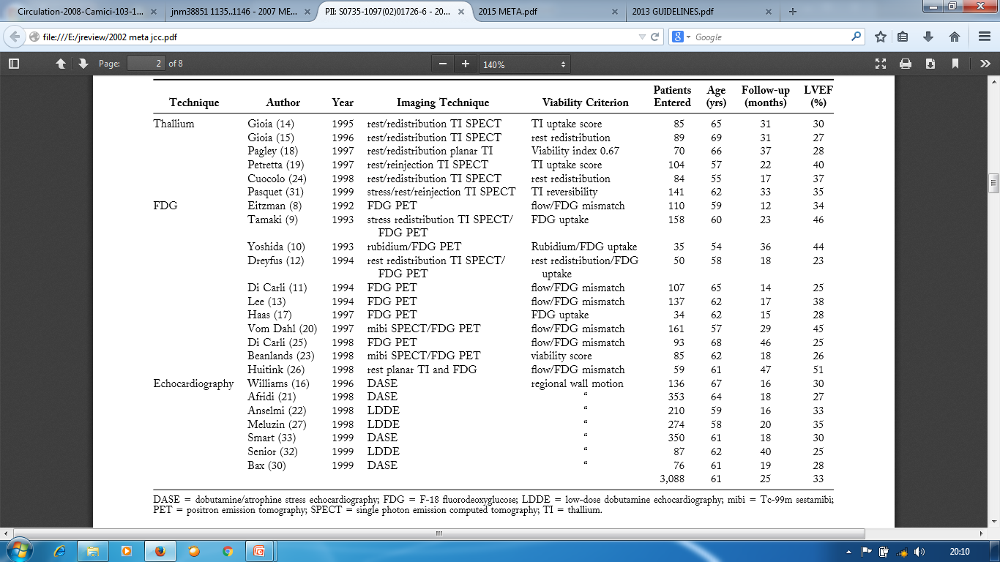 Circulation-2008-Camici-103-1...
jnm38851 1135..1146 - 2007 ME...
PII: S0735-1097(02)01726-6 - 20...
2015 META.pdf
2013 GUIDELINES.pdf
file:///E:/jreview/2002 meta jcc.pdf
Google
Page: 2 of 8
140%
Technique Author Year Imaging Technique Viability Criterion Patients Entered Age (yrs) Follow-up (months) LVEF (%)
Thallium Gioia (14) 1995 rest/redistribution TI SPECT TI uptake score 85 65 31 30
Gioia (15) 1996 rest/redistribution TI SPECT rest redistribution 89 69 31 27
Pagley (18) 1997 rest/redistribution planar TI Viability index 0.67 70 66 37 28
Petretta (19) 1997 rest/reinjection TI SPECT TI uptake score 104 57 22 40
Cuocolo (24) 1998 rest/redistribution TI SPECT rest redistribution 84 55 17 37
Pasquet (31) 1999 stress/rest/reinjection TI SPECT TI reversibility 141 62 33 35
FDG Eitzman (8) 1992 FDG PET flow/FDG mismatch 110 59 12 34
Tamaki (9) 1993 stress redistribution TI SPECT/ FDG uptake 158 60 23 46
FDG PET
Yoshida (10) 1993 rubidium/FDG PET Rubidium/FDG uptake 35 54 36 44
Dreyfus (12) 1994 rest redistribution TI SPECT/ rest redistribution/FDG 50 58 18 23
FDG PET uptake
Di Carli (11) 1994 FDG PET flow/FDG mismatch 107 65 14 25
Lee (13) 1994 FDG PET flow/FDG mismatch 137 62 17 38
Haas (17) 1997 FDG PET FDG uptake 34 62 15 28
Vom Dahl (20) 1997 mibi SPECT/FDG PET flow/FDG mismatch 161 57 29 45
Di Carli (25) 1998 FDG PET flow/FDG mismatch 93 68 46 25
Beanlands (23) 1998 mibi SPECT/FDG PET viability score 85 62 18 26
Huitink (26) 1998 rest planar TI and FDG flow/FDG mismatch 59 61 47 51
Echocardiography Williams (16) 1996 DASE regional wall motion 136 67 16 30
Afridi (21) 1998 DASE “ 353 64 18 27
Anselmi (22) 1998 LDDE “ 210 59 16 33
Meluzin (27) 1998 LDDE “ 274 58 20 35
Smart (33) 1999 DASE “ 350 61 18 30
Senior (32) 1999 LDDE “ 87 62 40 25
Bax (30) 1999 DASE “ 76 61 19 28
3,088 61 25 33
DASE = dobutamine/atrophine stress echocardiography; FDG = F-18 fluorodeoxyglucose; LDDE = low-dose dobutamine echocardiography; mibi = Tc-99m sestamibi;
PET = positron emission tomography; SPECT = single photon emission computed tomography; TI = thallium.
20:10